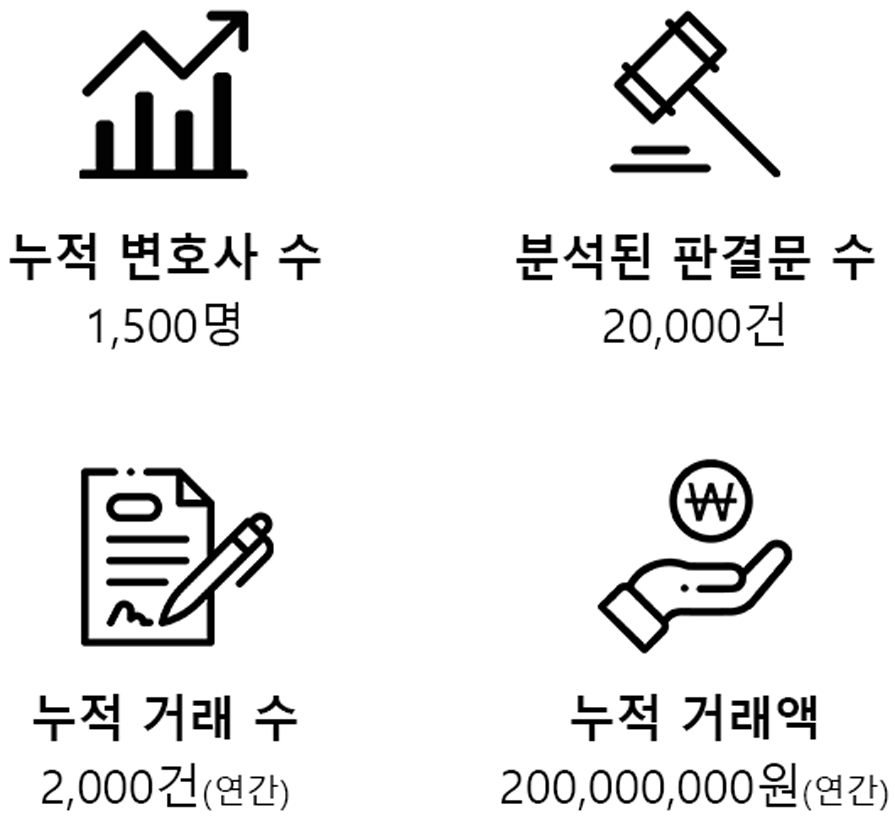 누적 변호사 수
1,500명
분석된 판결문 수
20,000건
누적 거래 수
2,000건(연간)
₩
누적 거래액
200,000,000원(연간)